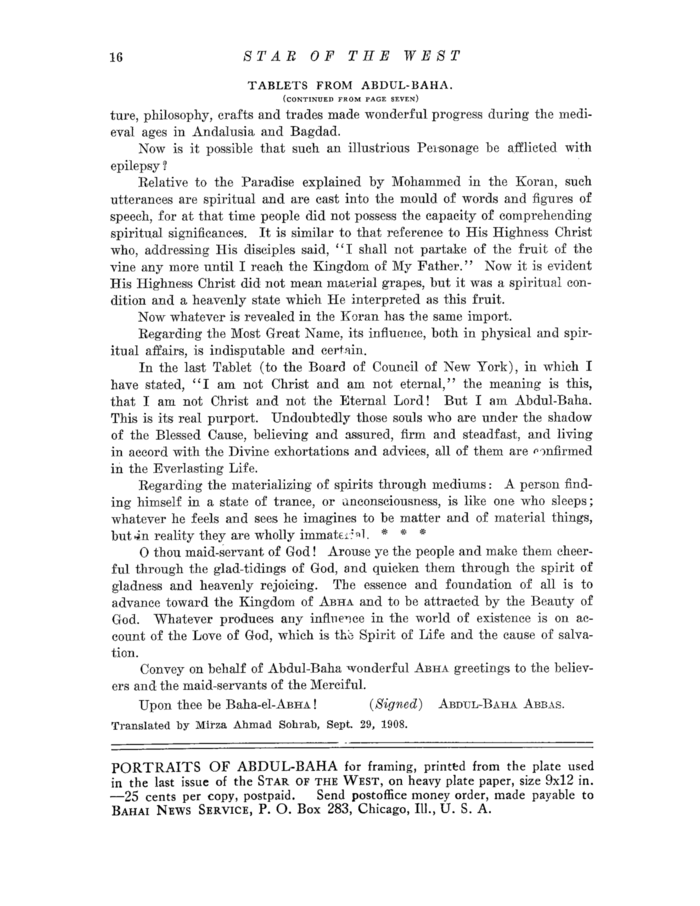 16 STAR OF THE WEST
TABLETS FROM ABDUL-BAHA.
(CONTINUED FROM PAGE SEVEN)
ture, philosophy, crafts and trades made wonderful progress during the medi-
eval ages in Andalusia and Bagdad.
Now is it possible that such an illustrious Personage be afflicted with
epilepsy?
Relative to the Paradise explained by Mohammed in the Koran, such
utterances are spiritual and are cast into the mould of words and figures of
speech, for at that time people did not possess the capacity of comprehending
spiritual significances. It is similar to that reference to His Highness Christ
who, addressing His disciples said, "I shall not partake of the fruit of the
vine any more until I reach the Kingdom of My Father." Now it is evident
His Highness Christ did not mean material grapes, but it was a spiritual con-
dition and a heavenly state which He interpreted as this fruit.
Now whatever is revealed in the Koran has the same import.
Regarding the Most Great Name, its influence, both in physical and spir-
itual affairs, is indisputable and certain.
In the last Tablet (to the Board of Council of New York), in which I
have stated, "I am not Christ and am not eternal," the meaning is this,
that I am not Christ and not the Eternal Lord! But I am Abdul-Baha.
This is its real purport. Undoubtedly those souls who are under the shadow
of the Blessed Cause, believing and assured, firm and steadfast, and living
in accord with the Divine exhortations and advices, all of them are confirmed
in the Everlasting Life.
Regarding the materializing of spirits through mediums: A person find-
ing himself in a state of trance, or unconsciousness, is like one who sleeps;
whatever he feels and sees he imagines to be matter and of material things,
but in reality they are wholly immaterial. * * *
O thou maid-servant of God! Arouse ye the people and make them cheer-
ful through the glad-tidings of God, and quicken them through the spirit of
gladness and heavenly rejoicing. The essence and foundation of all is to
advance toward the Kingdom of ABHA and to be attracted by the Beauty of
God. Whatever produces any influence in the world of existence is on ac-
count of the Love of God, which is the Spirit of Life and the cause of salva-
tion.
Convey on behalf of Abdul-Baha wonderful ABHA greetings to the believ-
ers and the maid-servants of the Merciful.
Upon thee be Baha-el-ABHA! (Signed) ABDUL-BAHA ABBAS.
Translated by Mirza Ahmad Sohrab, Sept. 29, 1908.
PORTRAITS OF ABDUL-BAHA for framing, printed from the plate used
in the last issue of the STAR OF THE WEST, on heavy plate paper, size 9x12 in.
—25 cents per copy, postpaid. Send postoffice money order, made payable to
BAHAI NEWS SERVICE, P. O. Box 283, Chicago, Ill., U. S. A.